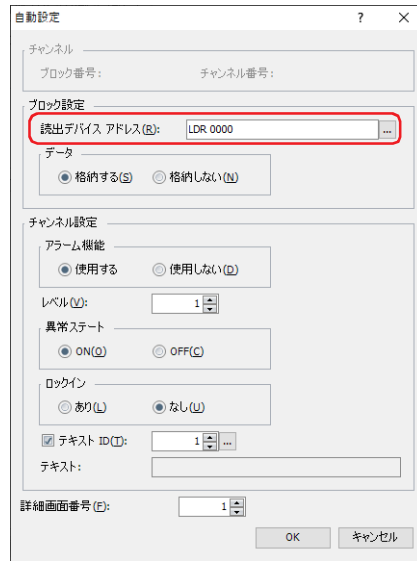 自動設定
チャンネル
ブロック番号: チャンネル番号:
ブロック設定
読出デバイス アドレス(R): LDR 0000 ...
データ
格納する(S) 格納しない(N)
チャンネル設定
アラーム機能
使用する 使用しない(D)
レベル(V): 1
異常ステート
ON(O) OFF(C)
ロックイン
あり(L) なし(U)
テキスト ID(T): 1 ...
テキスト:
詳細画面番号(F): 1
OK キャンセル